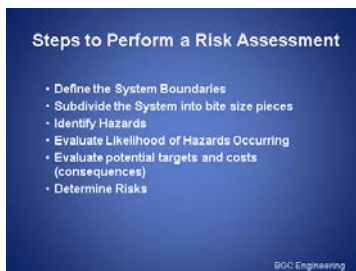 Steps to Perform a Risk Assessment
• Define the System Boundaries
• Subdivide the System into bite size pieces
• Identify Hazards
• Evaluate Likelihood of Hazards Occurring
• Evaluate potential targets and costs
(consequences)
• Determine Risks
BGC Engineering